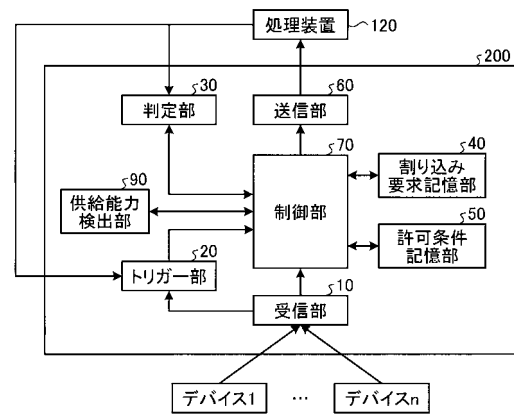 処理装置
120
200
30
判定部
60
送信部
70
制御部
40
割り込み
要求記憶部
90
供給能力
検出部
50
許可条件
記憶部
20
トリガー部
10
受信部
デバイス1 … デバイスn